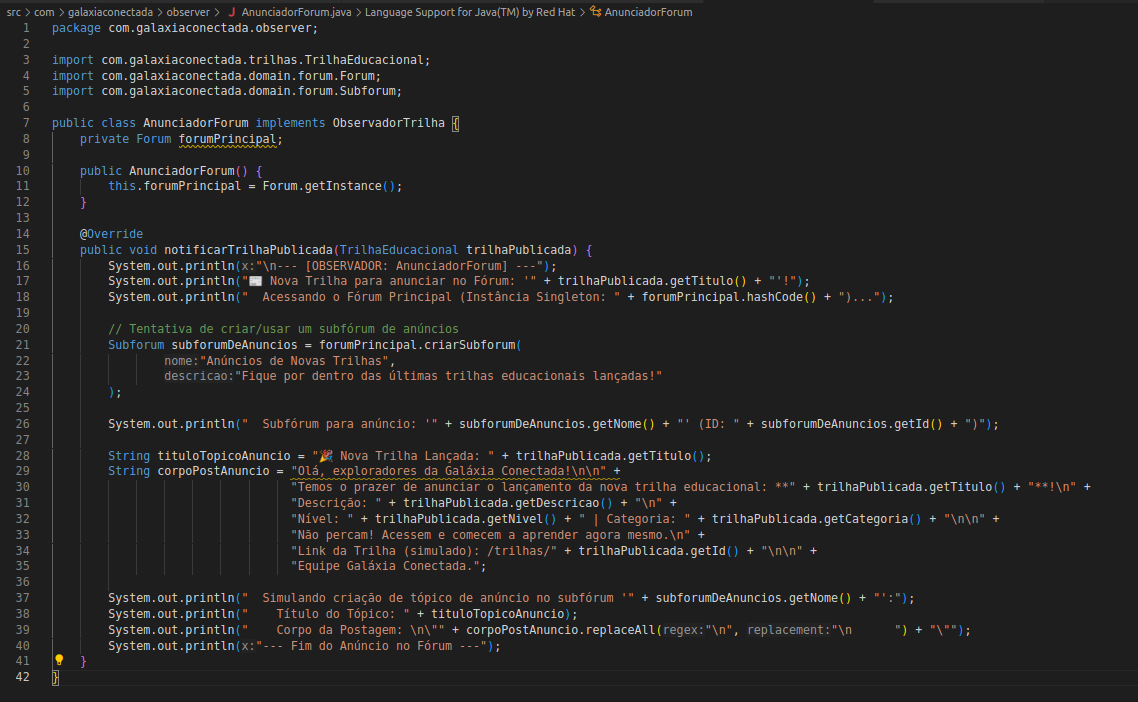 src > com > galaxiaconectada > observer > J AnunciadorForum.java > Language Support for Java(TM) by Red Hat > AnunciadorForum
1 package com.galaxiaconectada.observer;
2
3 import com.galaxiaconectada.trilhas.TrilhaEducacional;
4 import com.galaxiaconectada.domain.forum.Forum;
5 import com.galaxiaconectada.domain.forum.Subforum;
6
7 public class AnunciadorForum implements ObservadorTrilha {
8     private Forum forumPrincipal;
9
10     public AnunciadorForum() {
11         this.forumPrincipal = Forum.getInstance();
12     }
13
14     @Override
15     public void notificarTrilhaPublicada(TrilhaEducacional trilhaPublicada) {
16         System.out.println(x:"\n--- [OBSERVADOR: AnunciadorForum] ---");
17         System.out.println("📰 Nova Trilha para anunciar no Fórum: '" + trilhaPublicada.getTitulo() + "'!");
18         System.out.println("  Acessando o Fórum Principal (Instância Singleton: " + forumPrincipal.hashCode() + ")...");
19
20         // Tentativa de criar/usar um subfórum de anúncios
21         Subforum subforumDeAnuncios = forumPrincipal.criarSubforum(
22                 nome:"Anúncios de Novas Trilhas",
23                 descricao:"Fique por dentro das últimas trilhas educacionais lançadas!"
24         );
25
26         System.out.println("  Subfórum para anúncio: '" + subforumDeAnuncios.getNome() + "' (ID: " + subforumDeAnuncios.getId() + ")");
27
28         String tituloTopicoAnuncio = "🎉 Nova Trilha Lançada: " + trilhaPublicada.getTitulo();
29         String corpoPostAnuncio = "Olá, exploradores da Galáxia Conectada!\n\n" +
30                                   "Temos o prazer de anunciar o lançamento da nova trilha educacional: **" + trilhaPublicada.getTitulo() + "**!\n" +
31                                   "Descrição: " + trilhaPublicada.getDescricao() + "\n" +
32                                   "Nível: " + trilhaPublicada.getNivel() + " | Categoria: " + trilhaPublicada.getCategoria() + "\n\n" +
33                                   "Não percam! Acessem e comecem a aprender agora mesmo.\n" +
34                                   "Link da Trilha (simulado): /trilhas/" + trilhaPublicada.getId() + "\n\n" +
35                                   "Equipe Galáxia Conectada.";
36
37         System.out.println("  Simulando criação de tópico de anúncio no subfórum '" + subforumDeAnuncios.getNome() + "':");
38         System.out.println("    Título do Tópico: " + tituloTopicoAnuncio);
39         System.out.println("    Corpo da Postagem: \n\"" + corpoPostAnuncio.replaceAll(regex:"\n", replacement:"\n      ") + "\"");
40         System.out.println(x:"--- Fim do Anúncio no Fórum ---");
41     }
42 }